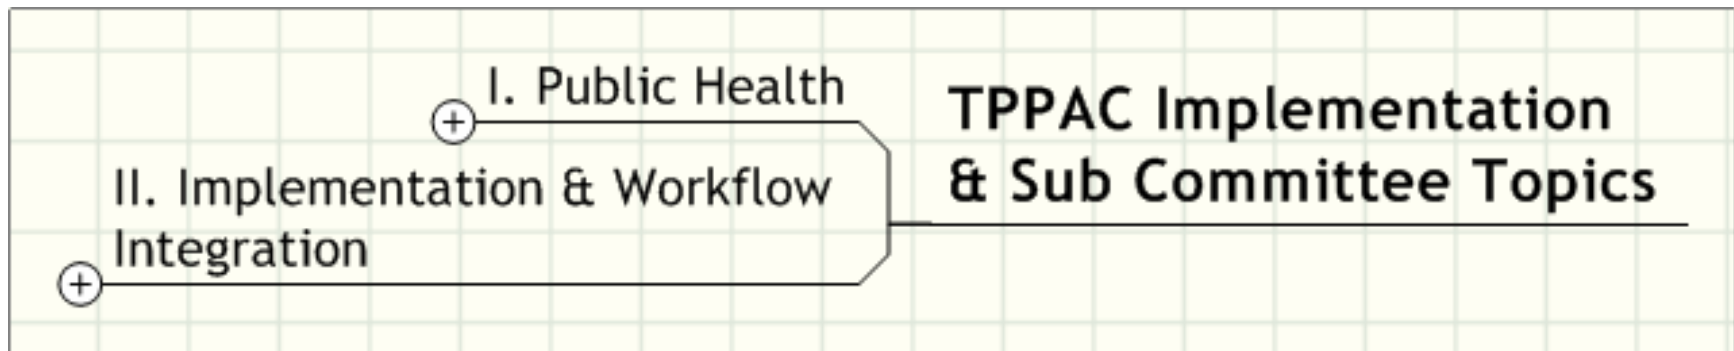 I. Public Health
II. Implementation & Workflow
Integration
TPPAC Implementation
& Sub Committee Topics